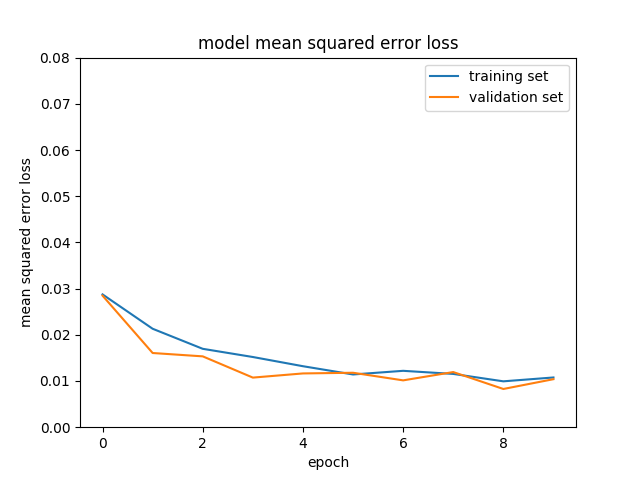 model mean squared error loss
0.08
0.07
0.06
0.05
0.04
0.03
0.02
0.01
0.00
mean squared error loss
training set
validation set
0 2 4 6 8
epoch